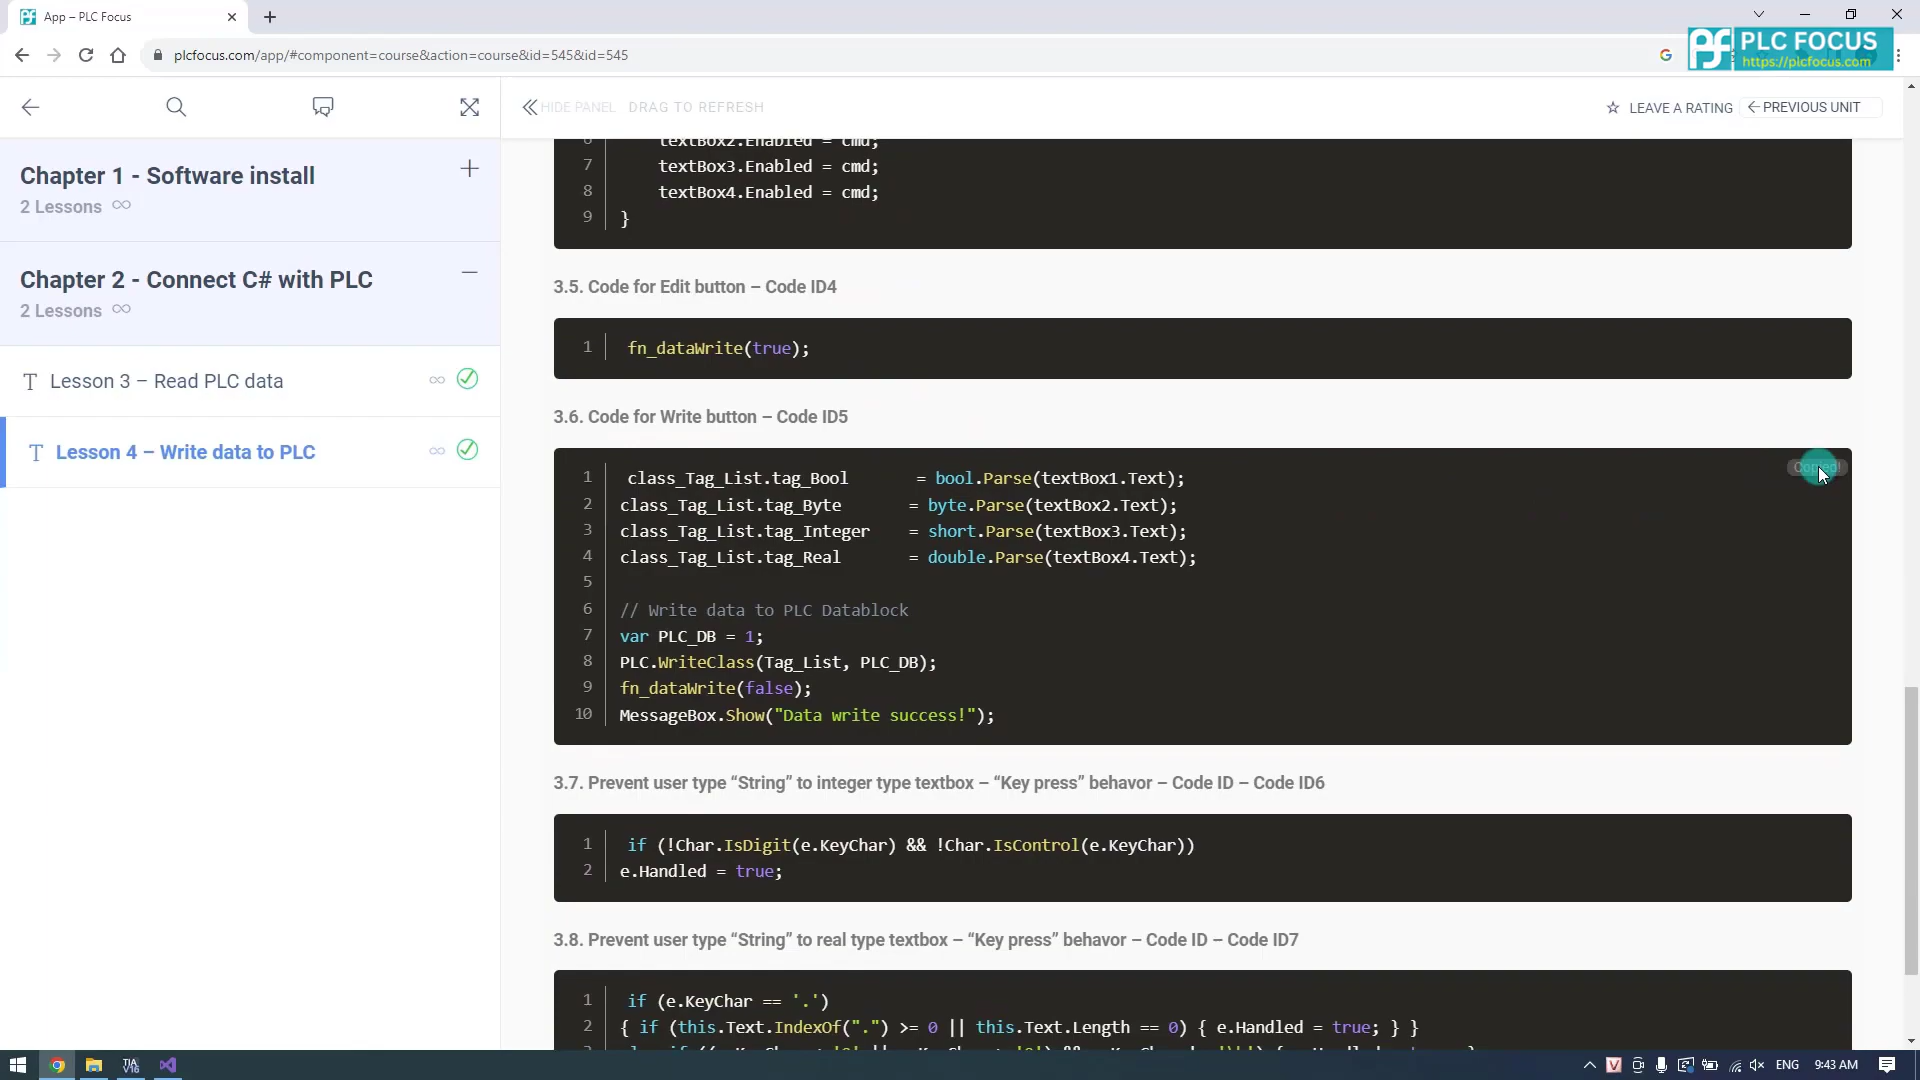 App – PLC Focus
plcfocus.com/app/#component=course&action=course&id=545&id=545
PLC FOCUS
https://plcfocus.com
HIDE PANEL
DRAG TO REFRESH
LEAVE A RATING
PREVIOUS UNIT
Chapter 1 - Software install
2 Lessons
Chapter 2 - Connect C# with PLC
2 Lessons
Lesson 3 – Read PLC data
Lesson 4 – Write data to PLC
6 textBox2.Enabled = cmd;
7 textBox3.Enabled = cmd;
8 textBox4.Enabled = cmd;
9 }
3.5. Code for Edit button – Code ID4
1 fn_dataWrite(true);
3.6. Code for Write button – Code ID5
Copied!
1 class_Tag_List.tag_Bool = bool.Parse(textBox1.Text);
2 class_Tag_List.tag_Byte = byte.Parse(textBox2.Text);
3 class_Tag_List.tag_Integer = short.Parse(textBox3.Text);
4 class_Tag_List.tag_Real = double.Parse(textBox4.Text);
5
6 // Write data to PLC Datablock
7 var PLC_DB = 1;
8 PLC.WriteClass(Tag_List, PLC_DB);
9 fn_dataWrite(false);
10 MessageBox.Show("Data write success!");
3.7. Prevent user type “String” to integer type textbox – “Key press” behavor – Code ID – Code ID6
1 if (!Char.IsDigit(e.KeyChar) && !Char.IsControl(e.KeyChar))
2 e.Handled = true;
3.8. Prevent user type “String” to real type textbox – “Key press” behavor – Code ID – Code ID7
1 if (e.KeyChar == '.')
2 { if (this.Text.IndexOf(".") >= 0 || this.Text.Length == 0) { e.Handled = true; } }
ENG
9:43 AM